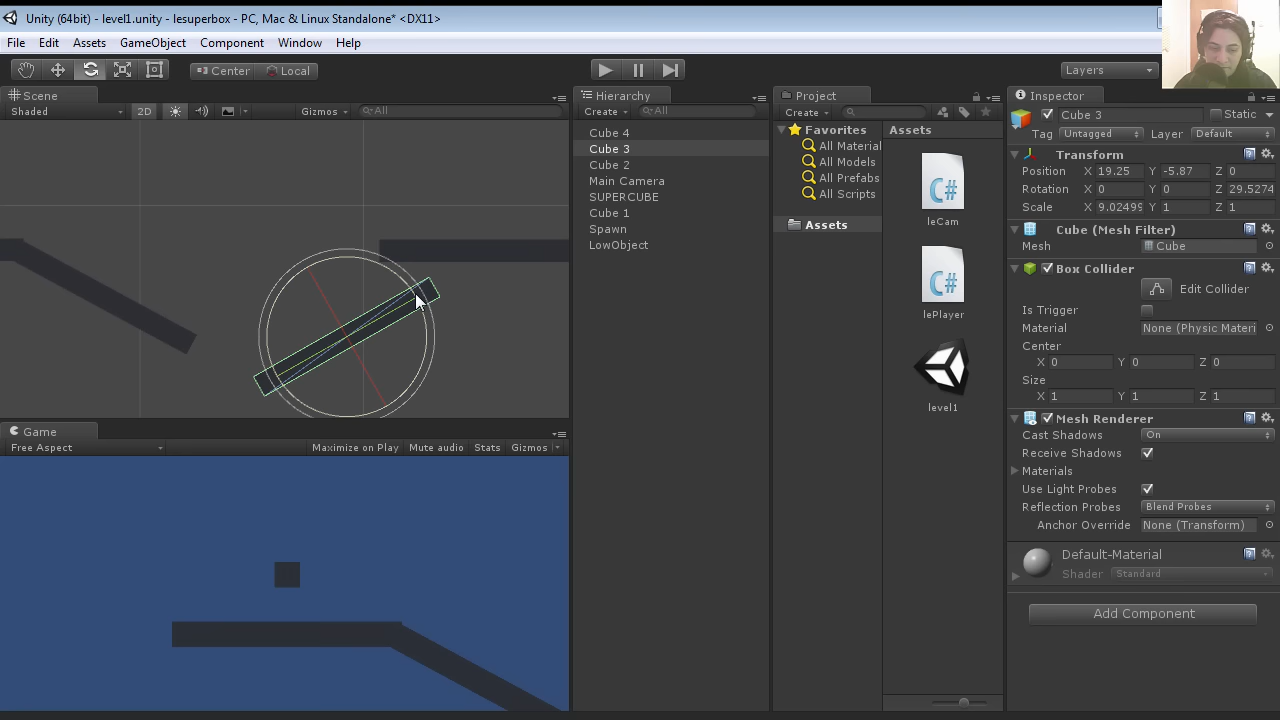 Unity (64bit) - level1.unity - lesuperbox - PC, Mac & Linux Standalone* <DX11>
File Edit Assets GameObject Component Window Help
Center Local
Layers
Scene
Shaded 2D Gizmos All
Hierarchy
Create All
Cube 4
Cube 3
Cube 2
Main Camera
SUPERCUBE
Cube 1
Spawn
LowObject
Project
Create
Favorites
All Material
All Models
All Prefabs
All Scripts
Assets
Assets
C#
leCam
C#
lePlayer
level1
Game
Free Aspect Maximize on Play Mute audio Stats Gizmos
Inspector
Cube 3 Static
Tag Untagged Layer Default
Transform
Position X 19.25 Y -5.87 Z 0
Rotation X 0 Y 0 Z 29.5274
Scale X 9.02499 Y 1 Z 1
Cube (Mesh Filter)
Mesh Cube
Box Collider
Edit Collider
Is Trigger
Material None (Physic Materi
Center
X 0 Y 0 Z 0
Size
X 1 Y 1 Z 1
Mesh Renderer
Cast Shadows On
Receive Shadows
Materials
Use Light Probes
Reflection Probes Blend Probes
Anchor Override None (Transform)
Default-Material
Shader Standard
Add Component